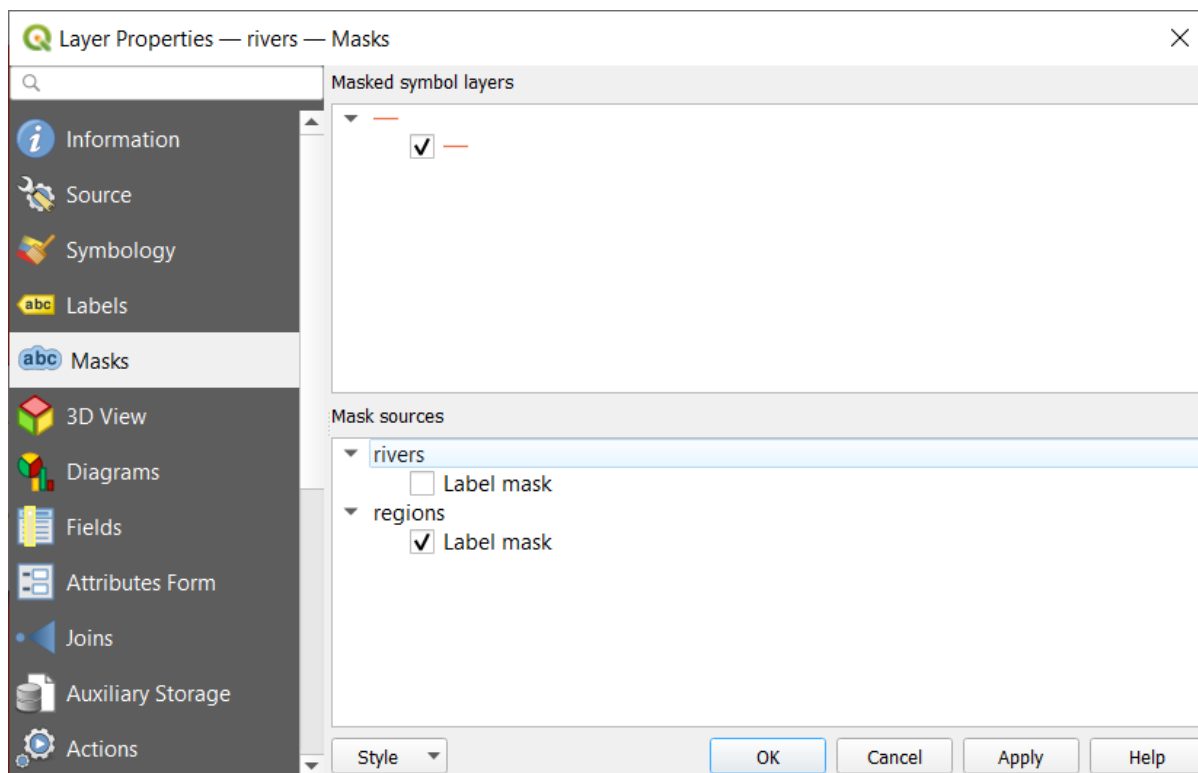 Layer Properties — rivers — Masks
Information
Source
Symbology
abc Labels
abc Masks
3D View
Diagrams
Fields
Attributes Form
Joins
Auxiliary Storage
Actions
Masked symbol layers
Mask sources
rivers
Label mask
regions
Label mask
Style
OK
Cancel
Apply
Help